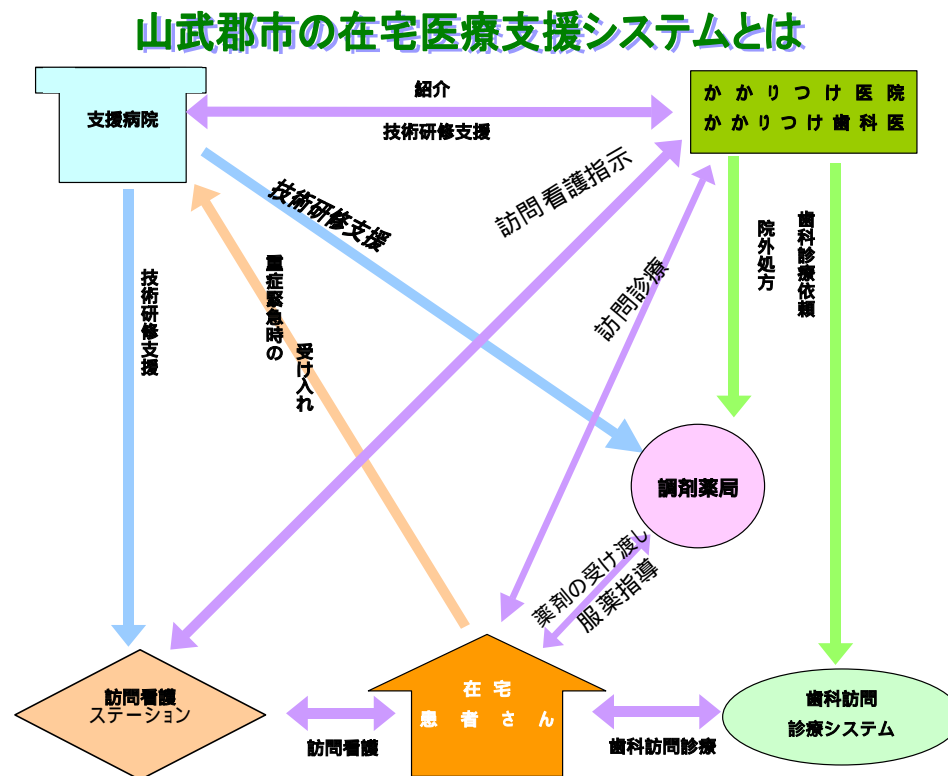 山武郡市の在宅医療支援システムとは
支援病院
紹介
技術研修支援
かかりつけ医院
かかりつけ歯科医
技術研修支援
訪問看護指示
訪問診療
院外処方
歯科診療依頼
技術研修支援
重症緊急時の
受け入れ
調剤薬局
薬剤の受け渡し
服薬指導
訪問看護
ステーション
訪問看護
在宅
患者さん
歯科訪問診療
歯科訪問
診療システム